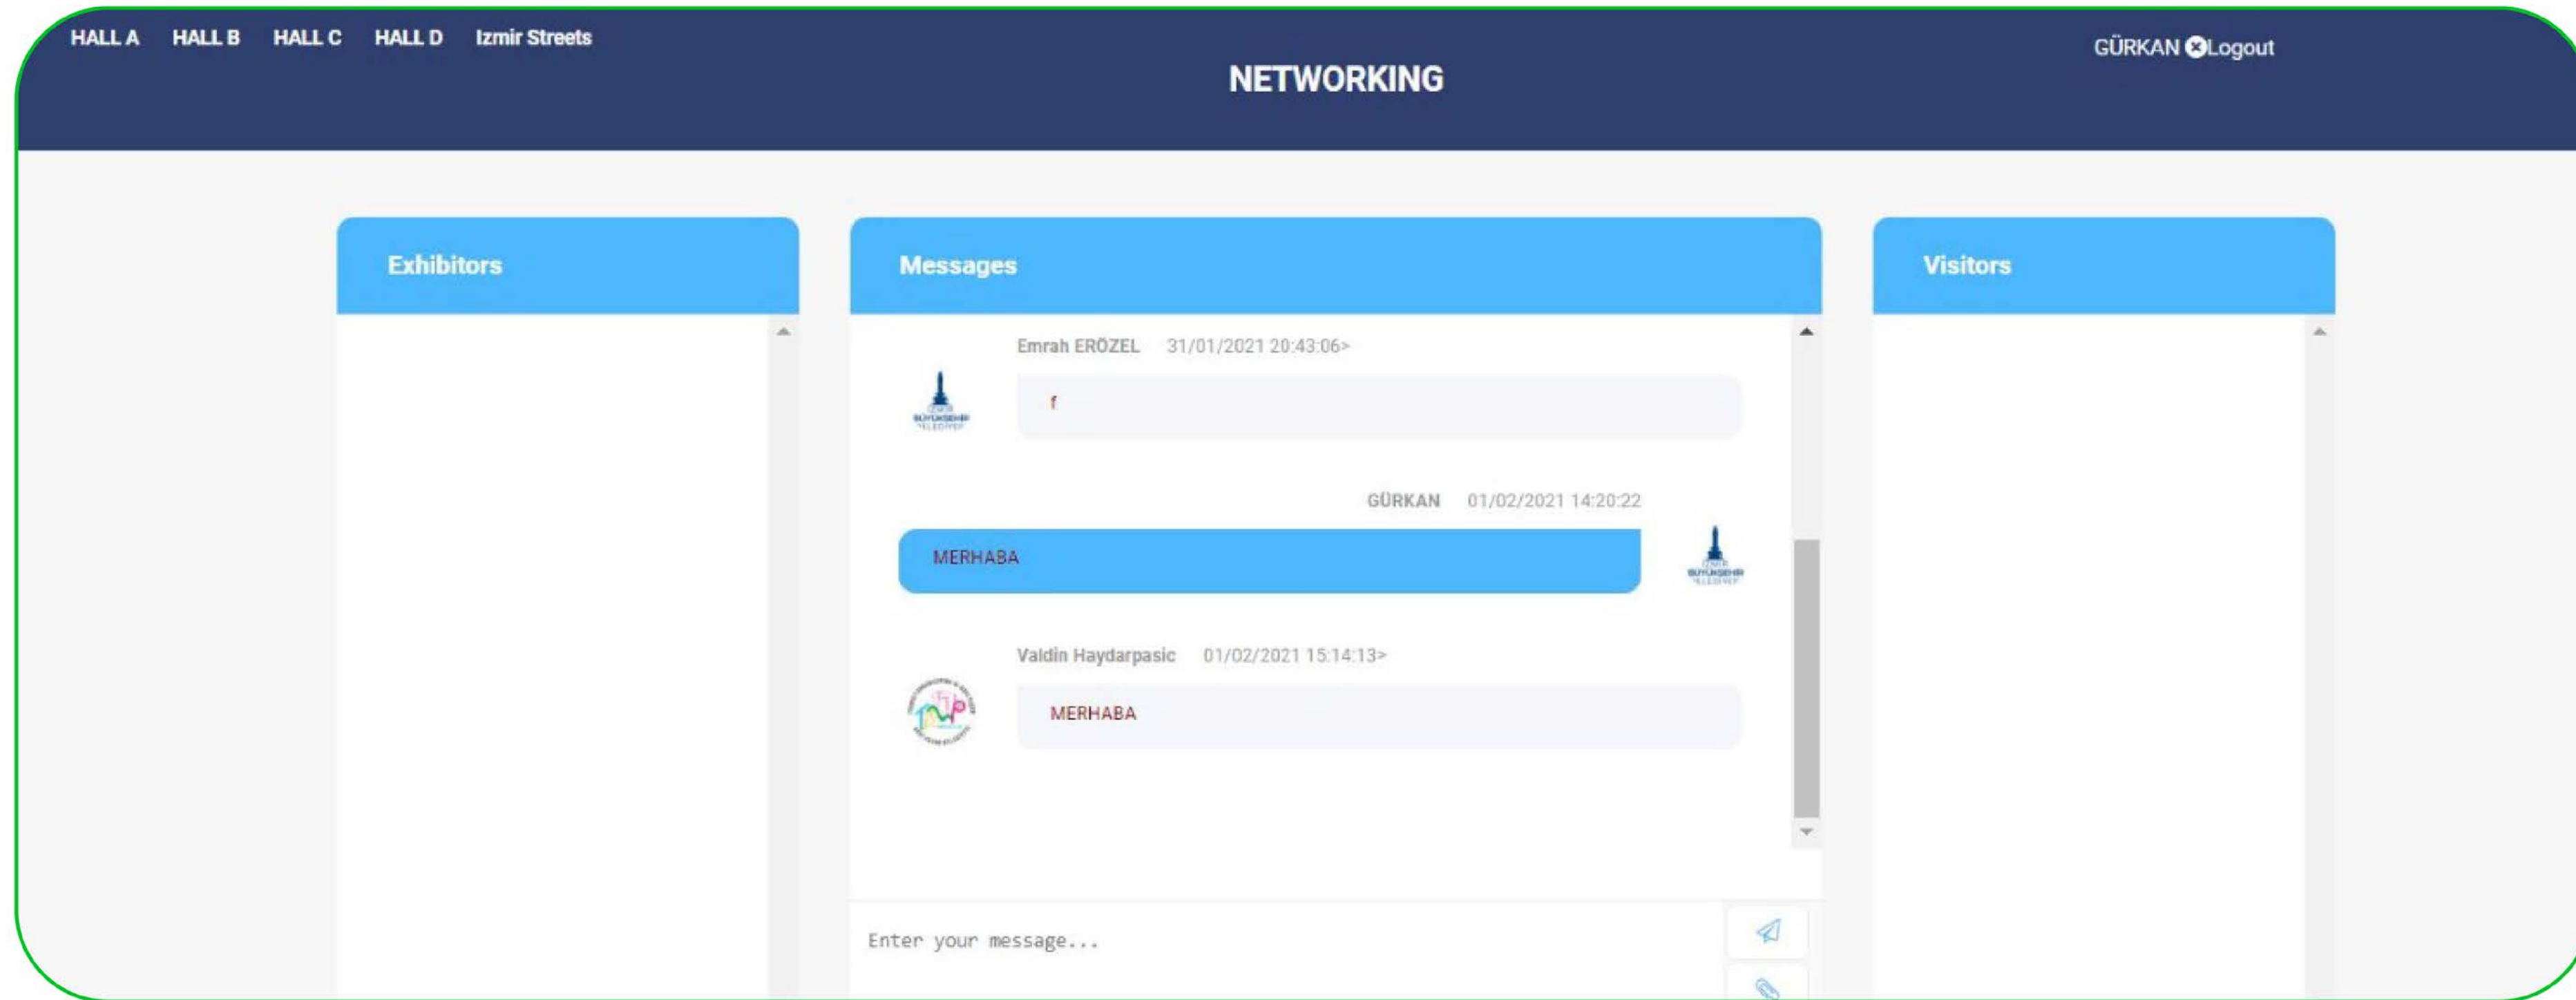 HALL A HALL B HALL C HALL D Izmir Streets
GÜRKAN Logout
NETWORKING
Exhibitors
Messages
Visitors
Emrah ERÖZEL 31/01/2021 20:43:06>
f
GÜRKAN 01/02/2021 14:20:22
MERHABA
Valdin Haydarpasic 01/02/2021 15:14:13>
MERHABA
Enter your message...